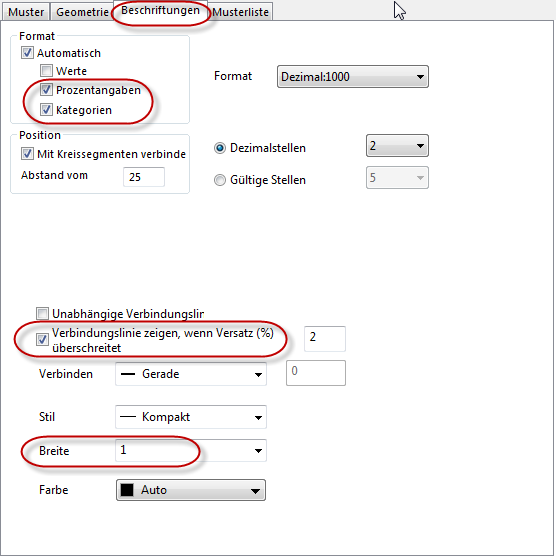 Muster Geometrie Beschriftungen Musterliste
Format
Automatisch
Werte
Prozentangaben
Kategorien
Format Dezimal:1000
Position
Mit Kreissegmenten verbinde
Abstand vom 25
Dezimalstellen 2
Gültige Stellen 5
Unabhängige Verbindungslir
Verbindungslinie zeigen, wenn Versatz (%)
überschreitet 2
Verbinden Gerade 0
Stil Kompakt
Breite 1
Farbe Auto